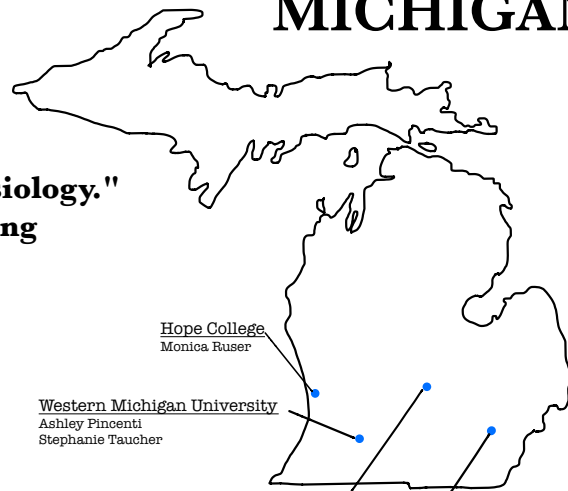 MICHIGAN
siology."
ng
Hope College
Monica Ruser
Western Michigan University
Ashley Pincenti
Stephanie Taucher